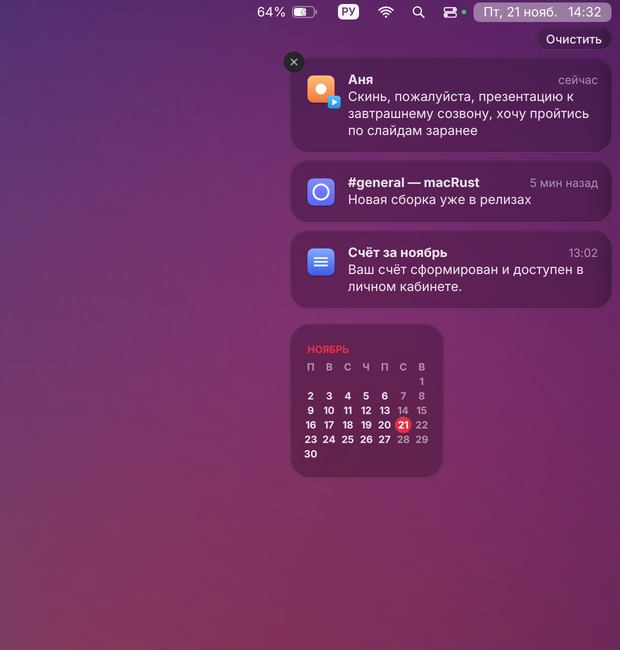 64% РУ Пт, 21 нояб. 14:32
Очистить
Аня сейчас
Скинь, пожалуйста, презентацию к
завтрашнему созвону, хочу пройтись
по слайдам заранее
#general — macRust 5 мин назад
Новая сборка уже в релизах
Счёт за ноябрь 13:02
Ваш счёт сформирован и доступен в
личном кабинете.
НОЯБРЬ
П В С Ч П С В
1
2 3 4 5 6 7 8
9 10 11 12 13 14 15
16 17 18 19 20 21 22
23 24 25 26 27 28 29
30